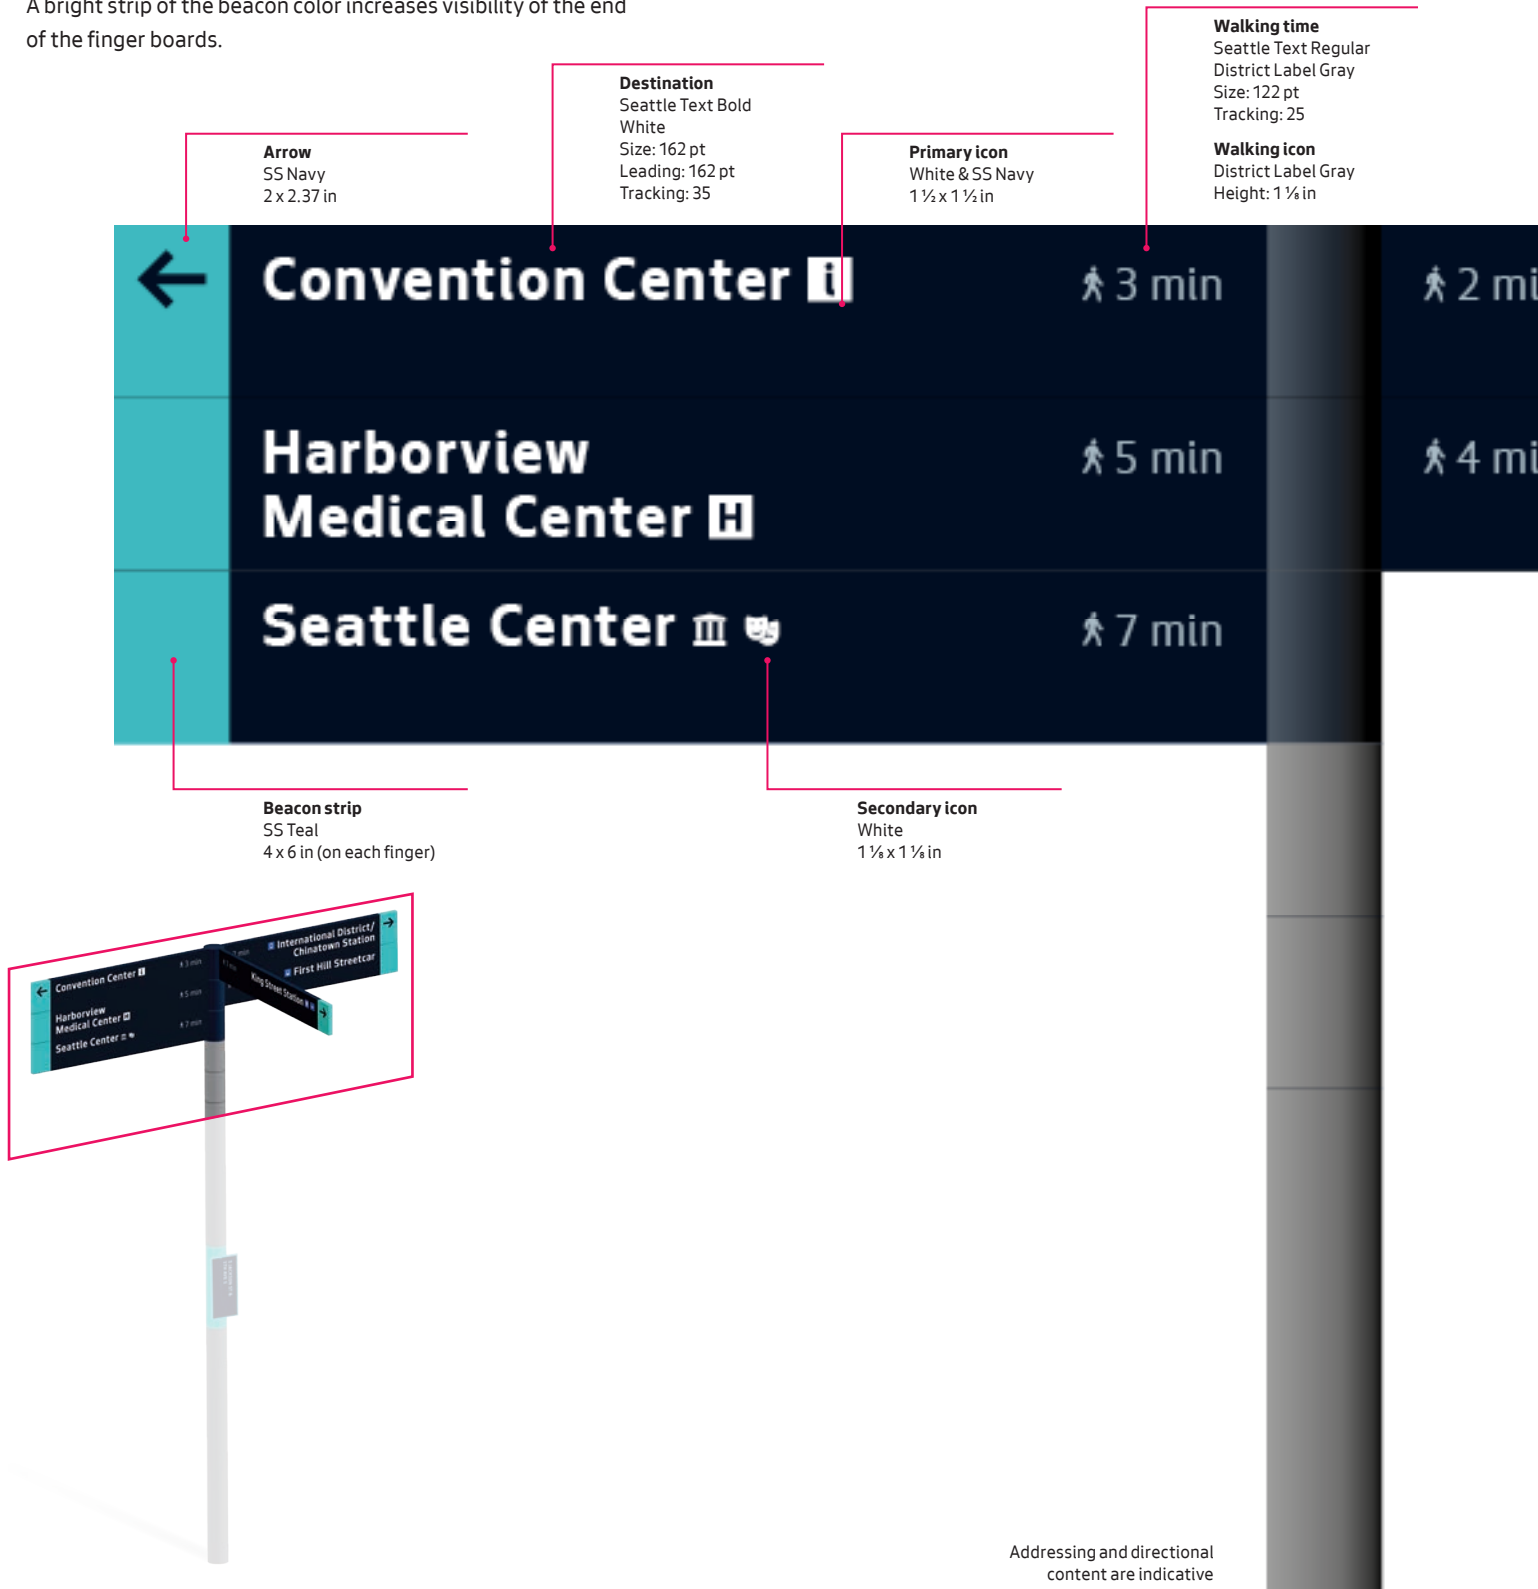 A bright strip of the beacon color increases visibility of the end
of the finger boards.
Walking time
Seattle Text Regular
District Label Gray
Size: 122 pt
Tracking: 25
Walking icon
District Label Gray
Height: 1 ⅛ in
Destination
Seattle Text Bold
White
Size: 162 pt
Leading: 162 pt
Tracking: 35
Arrow
SS Navy
2 x 2.37 in
Primary icon
White & SS Navy
1 ½ x 1 ½ in
Convention Center i
3 min
2 mi
Harborview
Medical Center H
5 min
4 mi
Seattle Center
7 min
Beacon strip
SS Teal
4 x 6 in (on each finger)
Secondary icon
White
1 ⅛ x 1 ⅛ in
International District/
Chinatown Station
First Hill Streetcar
King Street Station
Convention Center i
3 min
Harborview
Medical Center H
5 min
Seattle Center
7 min
Addressing and directional
content are indicative